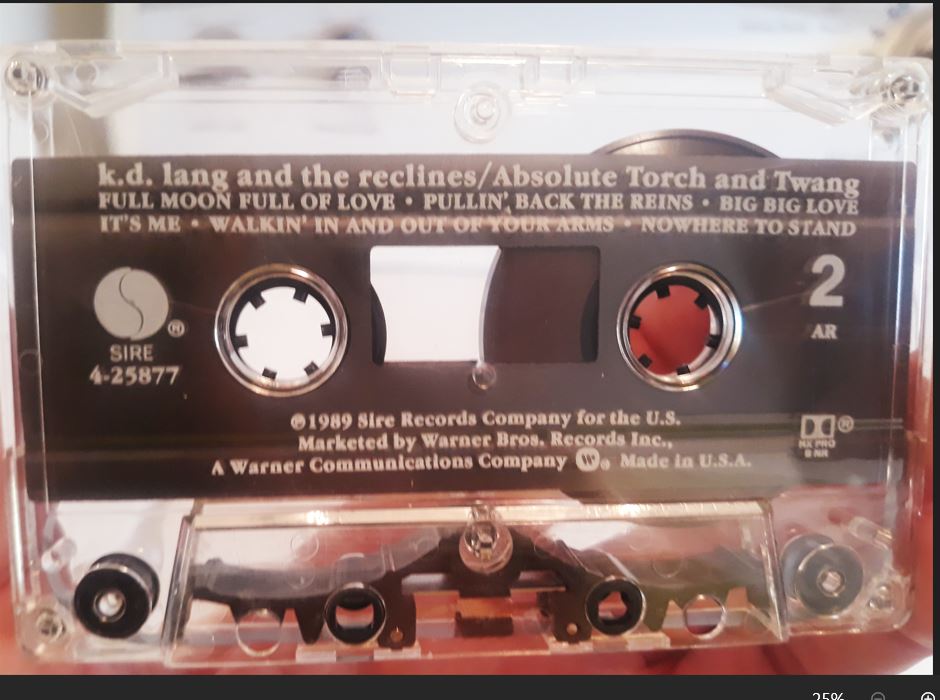 k.d. lang and the reclines/Absolute Torch and Twang
FULL MOON FULL OF LOVE • PULLIN' BACK THE REINS • BIG BIG LOVE
IT'S ME • WALKIN' IN AND OUT OF YOUR ARMS • NOWHERE TO STAND
2
AR
®
SIRE
4-25877
℗1989 Sire Records Company for the U.S.
Marketed by Warner Bros. Records Inc.,
A Warner Communications Company ® Made in U.S.A.
®
HX PRO
B NR
25%